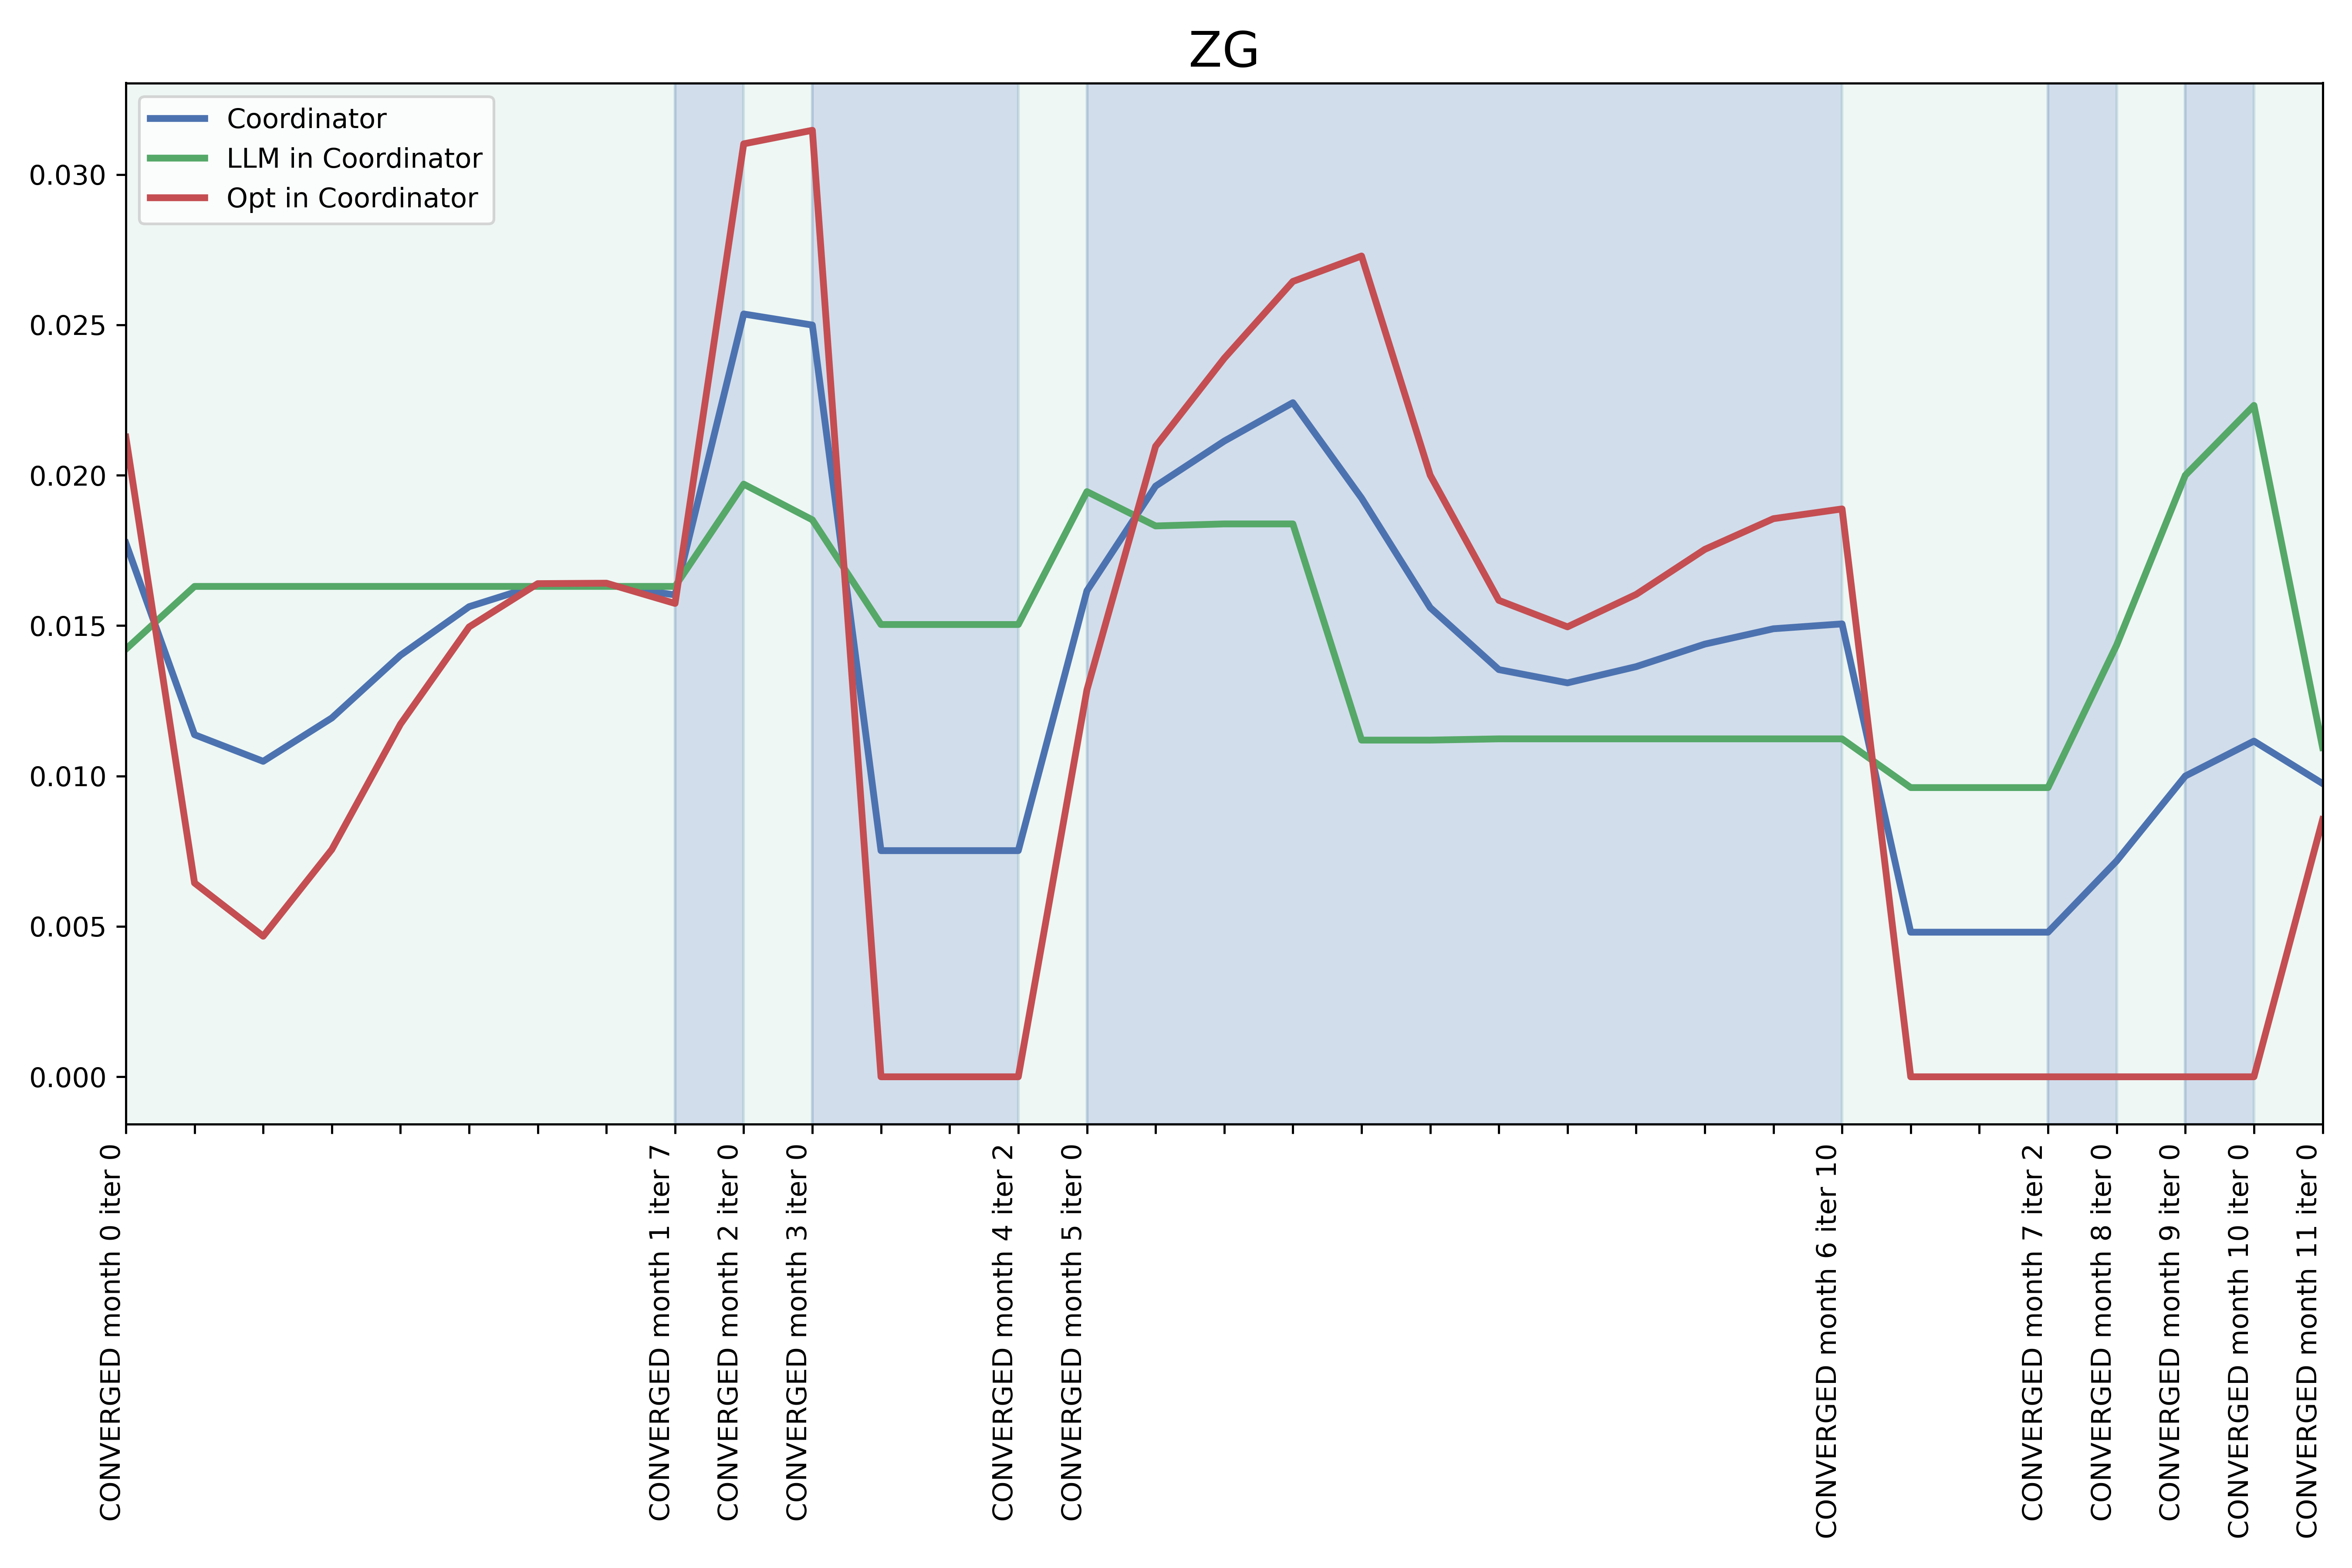 ZG
Coordinator
LLM in Coordinator
Opt in Coordinator
0.030
0.025
0.020
0.015
0.010
0.005
0.000
CONVERGED month 0 iter 0
CONVERGED month 1 iter 7
CONVERGED month 2 iter 0
CONVERGED month 3 iter 0
CONVERGED month 4 iter 2
CONVERGED month 5 iter 0
CONVERGED month 6 iter 10
CONVERGED month 7 iter 2
CONVERGED month 8 iter 0
CONVERGED month 9 iter 0
CONVERGED month 10 iter 0
CONVERGED month 11 iter 0